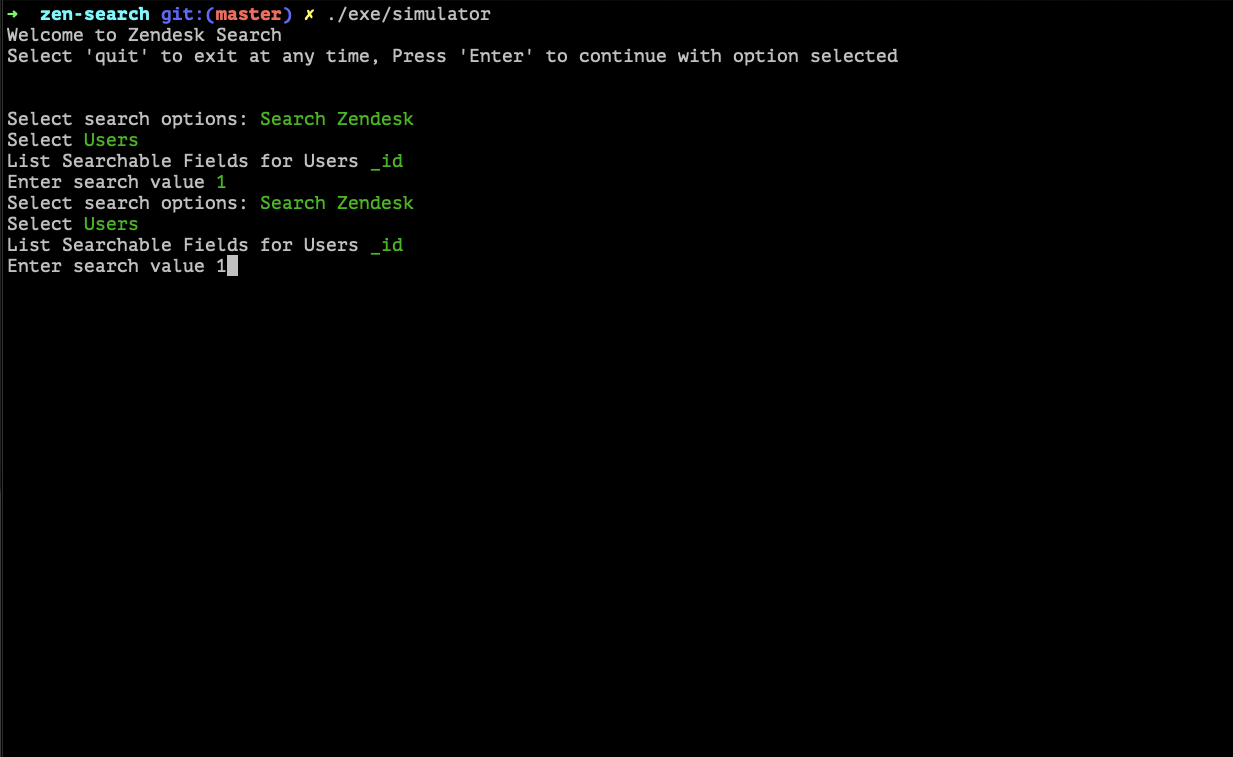 → zen-search git:(master) ✗ ./exe/simulator
Welcome to Zendesk Search
Select 'quit' to exit at any time, Press 'Enter' to continue with option selected
Select search options: Search Zendesk
Select Users
List Searchable Fields for Users _id
Enter search value 1
Select search options: Search Zendesk
Select Users
List Searchable Fields for Users _id
Enter search value 1